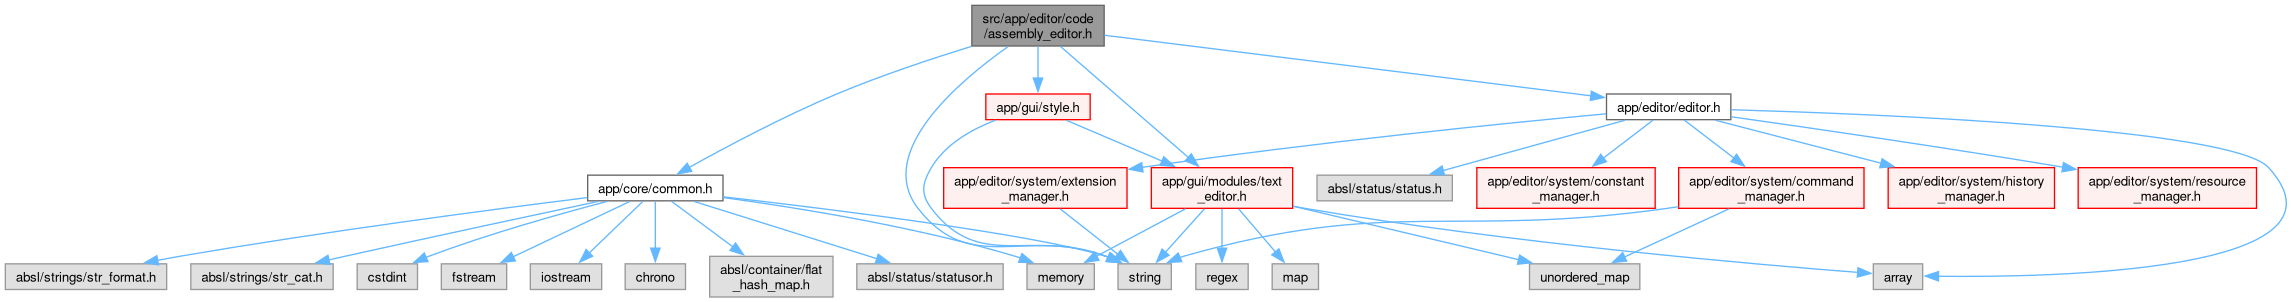 src/app/editor/code
/assembly_editor.h
app/gui/style.h
app/editor/editor.h
app/core/common.h
app/editor/system/extension
_manager.h
app/gui/modules/text
_editor.h
absl/status/status.h
app/editor/system/constant
_manager.h
app/editor/system/command
_manager.h
app/editor/system/history
_manager.h
app/editor/system/resource
_manager.h
absl/strings/str_format.h
absl/strings/str_cat.h
cstdint
fstream
iostream
chrono
absl/container/flat
_hash_map.h
absl/status/statusor.h
memory
string
regex
map
unordered_map
array